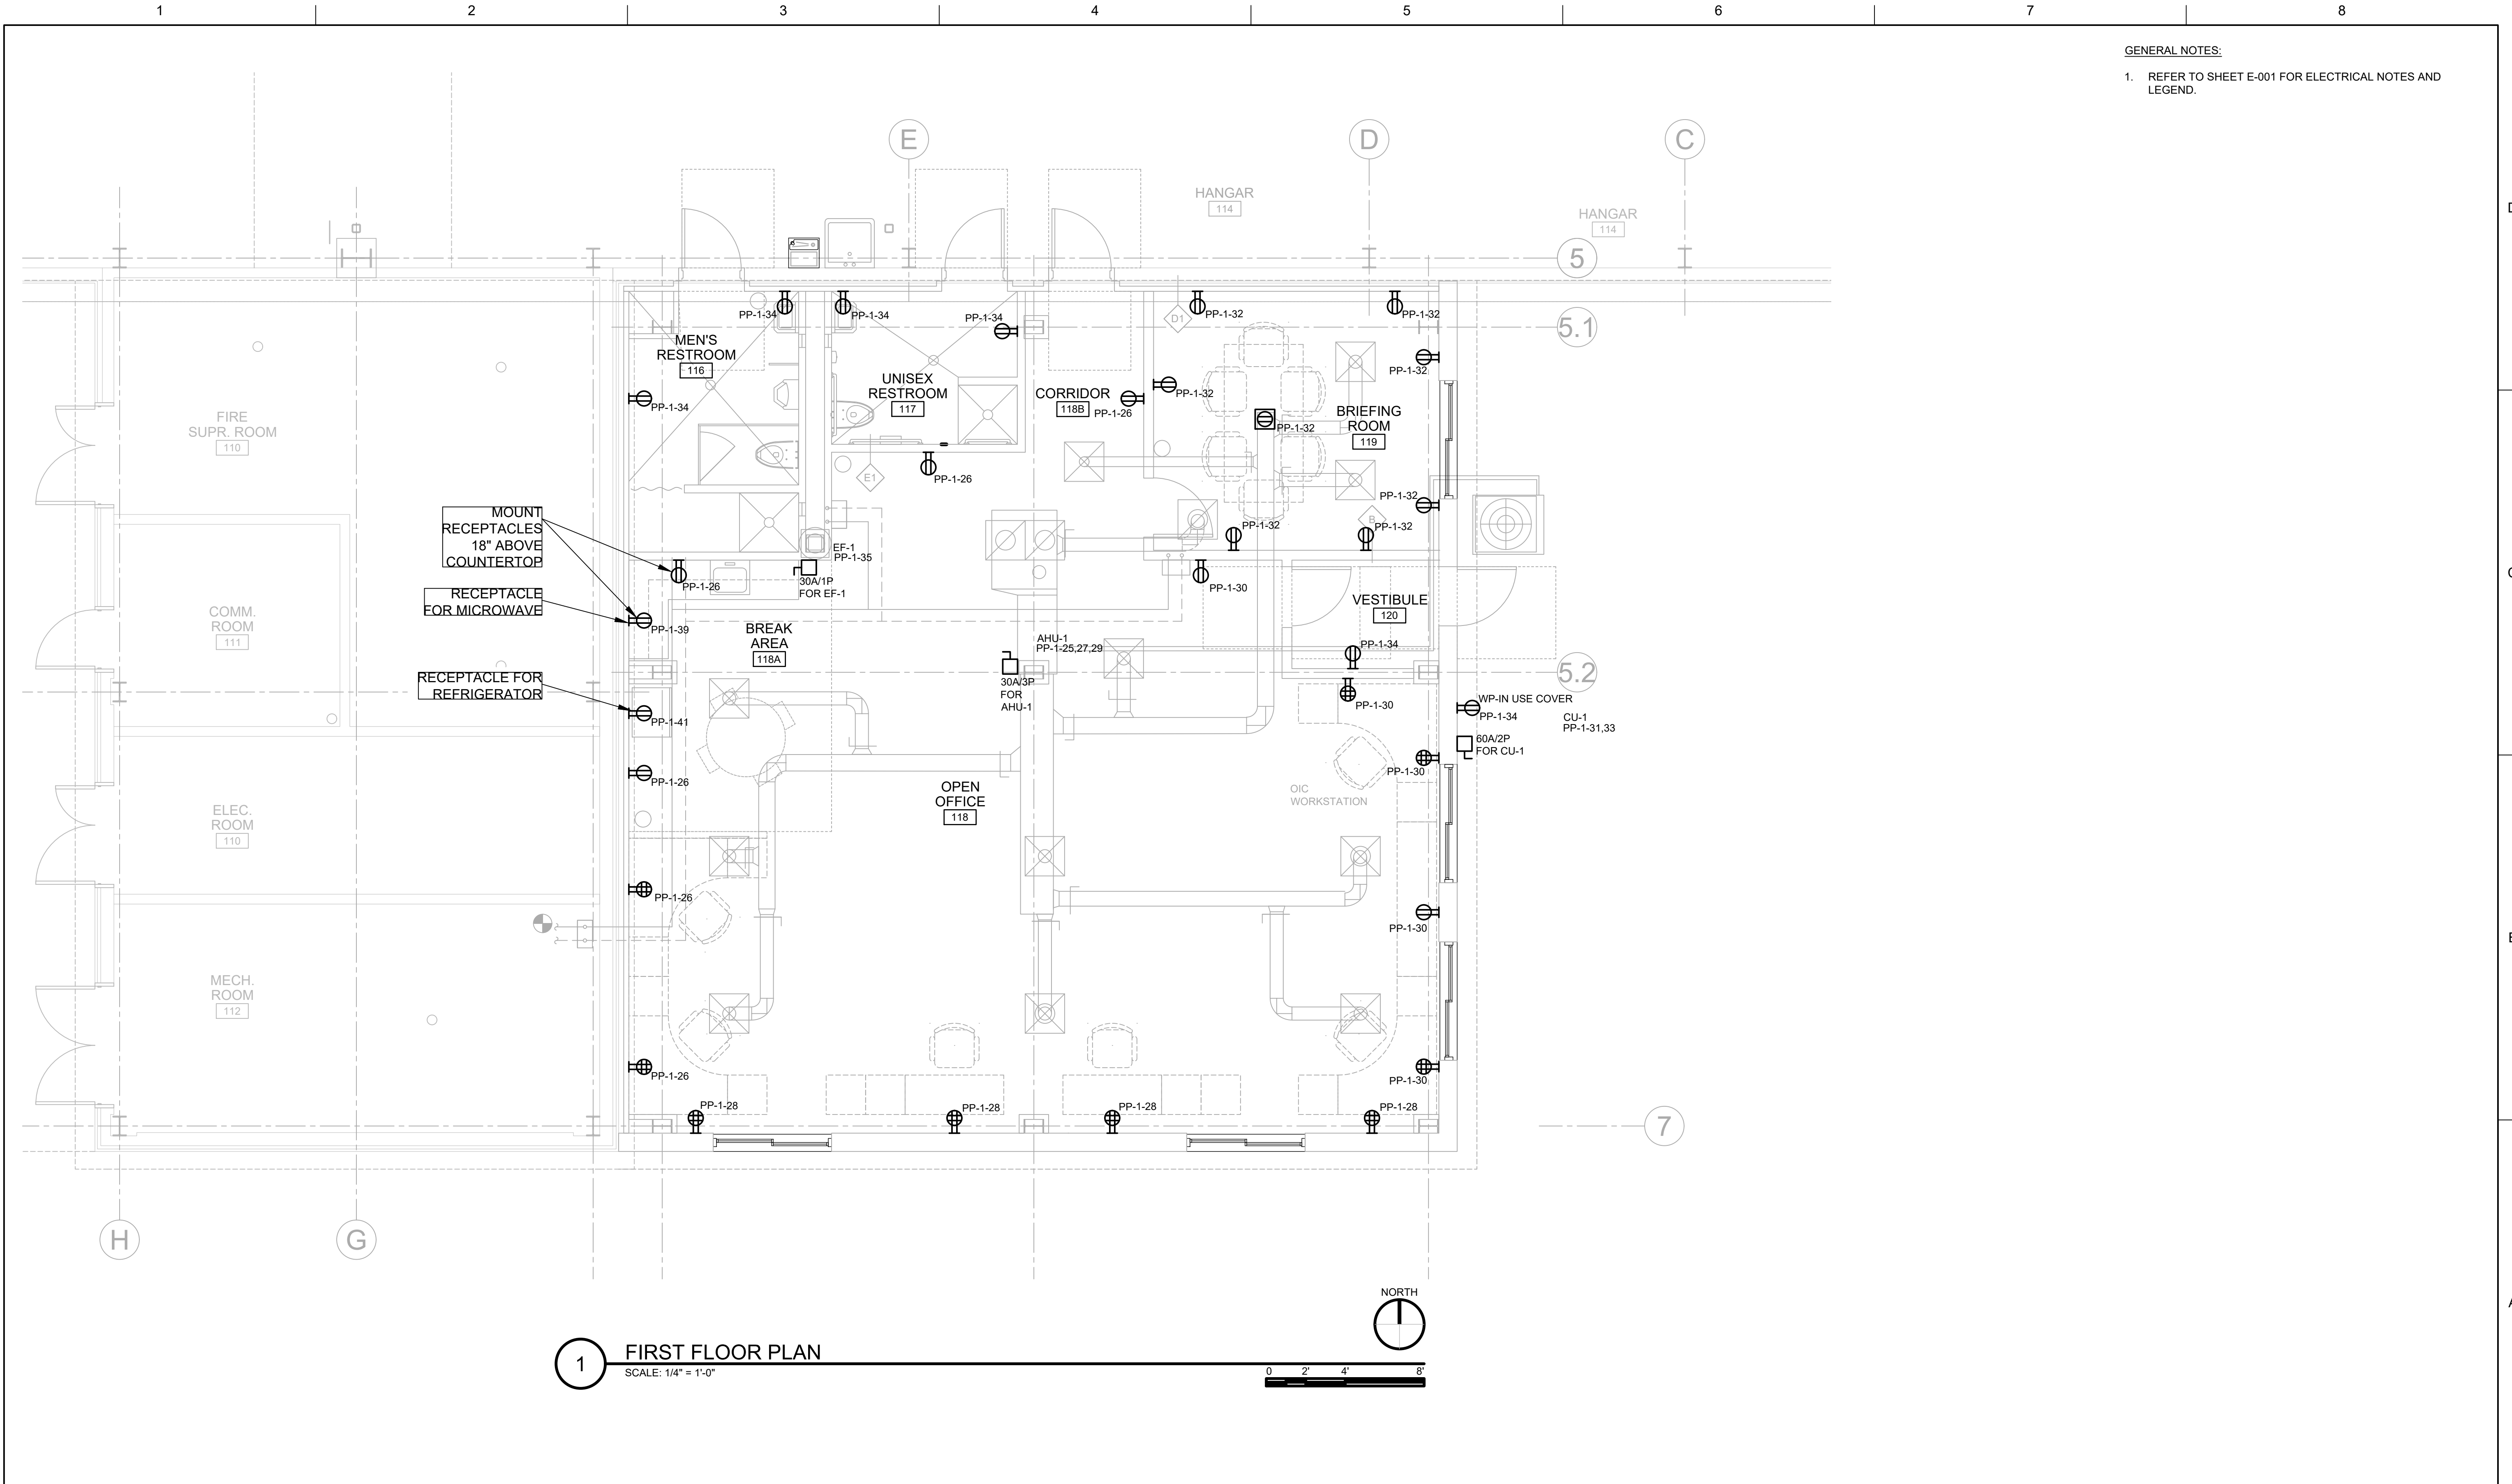 1 2 3 4 5 6 7 8
GENERAL NOTES:
1. REFER TO SHEET E-001 FOR ELECTRICAL NOTES AND
LEGEND.
E
D
C
HANGAR
114
HANGAR
114
D
5
PP-1-34
PP-1-34
PP-1-34
D1
PP-1-32
PP-1-32
5.1
MEN'S
RESTROOM
116
PP-1-34
UNISEX
RESTROOM
117
CORRIDOR
118B
PP-1-26
PP-1-32
PP-1-32
PP-1-32
BRIEFING
ROOM
119
FIRE
SUPR. ROOM
110
E1
PP-1-26
PP-1-32
B
PP-1-32
PP-1-32
MOUNT
RECEPTACLES
18" ABOVE
COUNTERTOP
EF-1
PP-1-35
30A/1P
FOR EF-1
PP-1-26
PP-1-30
C
RECEPTACLE
FOR MICROWAVE
PP-1-39
COMM.
ROOM
111
BREAK
AREA
118A
AHU-1
PP-1-25,27,29
30A/3P
FOR
AHU-1
VESTIBULE
120
PP-1-34
5.2
RECEPTACLE FOR
REFRIGERATOR
PP-1-41
PP-1-30
WP-IN USE COVER
PP-1-34
CU-1
PP-1-31,33
60A/2P
FOR CU-1
PP-1-26
PP-1-30
OPEN
OFFICE
118
OIC
WORKSTATION
ELEC.
ROOM
110
PP-1-26
PP-1-30
B
MECH.
ROOM
112
PP-1-26
PP-1-30
PP-1-28
PP-1-28
PP-1-28
PP-1-28
7
H
G
A
NORTH
1
FIRST FLOOR PLAN
SCALE: 1/4" = 1'-0"
0 2' 4' 8'